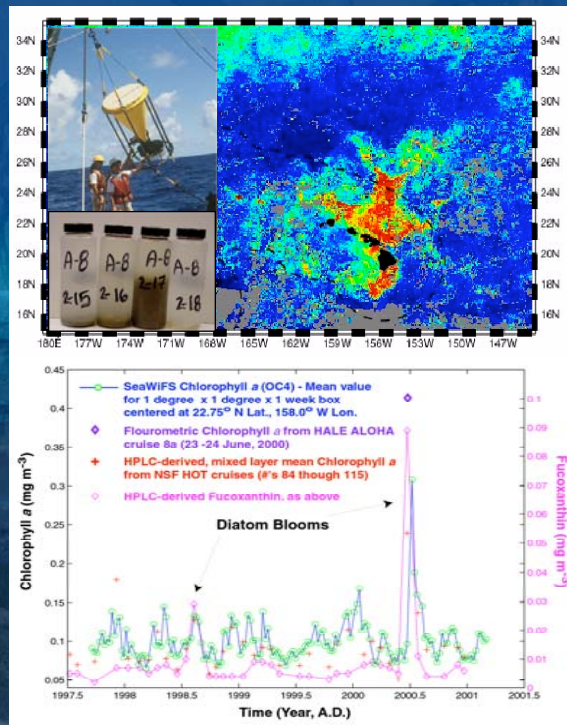 34N 34N
32N 32N
30N 30N
28N 28N
26N 26N
24N 24N
22N 22N
20N 20N
18N 18N
16N 16N
A-B A-B A-B A-B
2-15 2-16 2-17 2-18
180E 177W 174W 171W 168W 165W 162W 159W 156W 153W 150W 147W
SeaWiFS Chlorophyll a (OC4) - Mean value
for 1 degree x 1 degree x 1 week box
centered at 22.75° N Lat., 158.0° W Lon.
Flourometric Chlorophyll a from HALE ALOHA
cruise 8a (23 -24 June, 2000)
HPLC-derived, mixed layer mean Chlorophyll a
from NSF HOT cruises (#'s 84 though 115)
HPLC-derived Fucoxanthin, as above
Diatom Blooms
Chlorophyll a (mg m-3)
0.45
0.4
0.35
0.3
0.25
0.2
0.15
0.1
0.05
Fucoxanthin (mg m-3)
0.1
0.09
0.08
0.07
0.06
0.05
0.04
0.03
0.02
0.01
0
1997.5 1998 1998.5 1999 1999.5 2000 2000.5 2001 2001.5
Time (Year, A.D.)